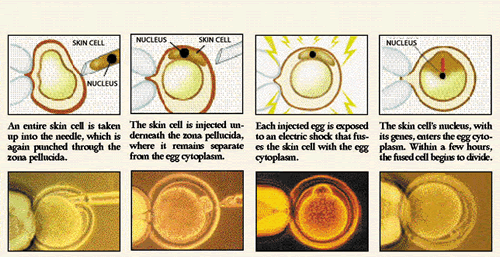 SKIN CELL
NUCLEUS
NUCLEUS
SKIN CELL
NUCLEUS
An entire skin cell is taken
up into the needle, which is
again punched through the
zona pellucida.
The skin cell is injected un-
derneath the zona pellucida,
where it remains separate
from the egg cytoplasm.
Each injected egg is exposed
to an electric shock that fus-
es the skin cell with the egg
cytoplasm.
The skin cell's nucleus, with
its genes, enters the egg cyto-
plasm. Within a few hours,
the fused cell begins to divide.